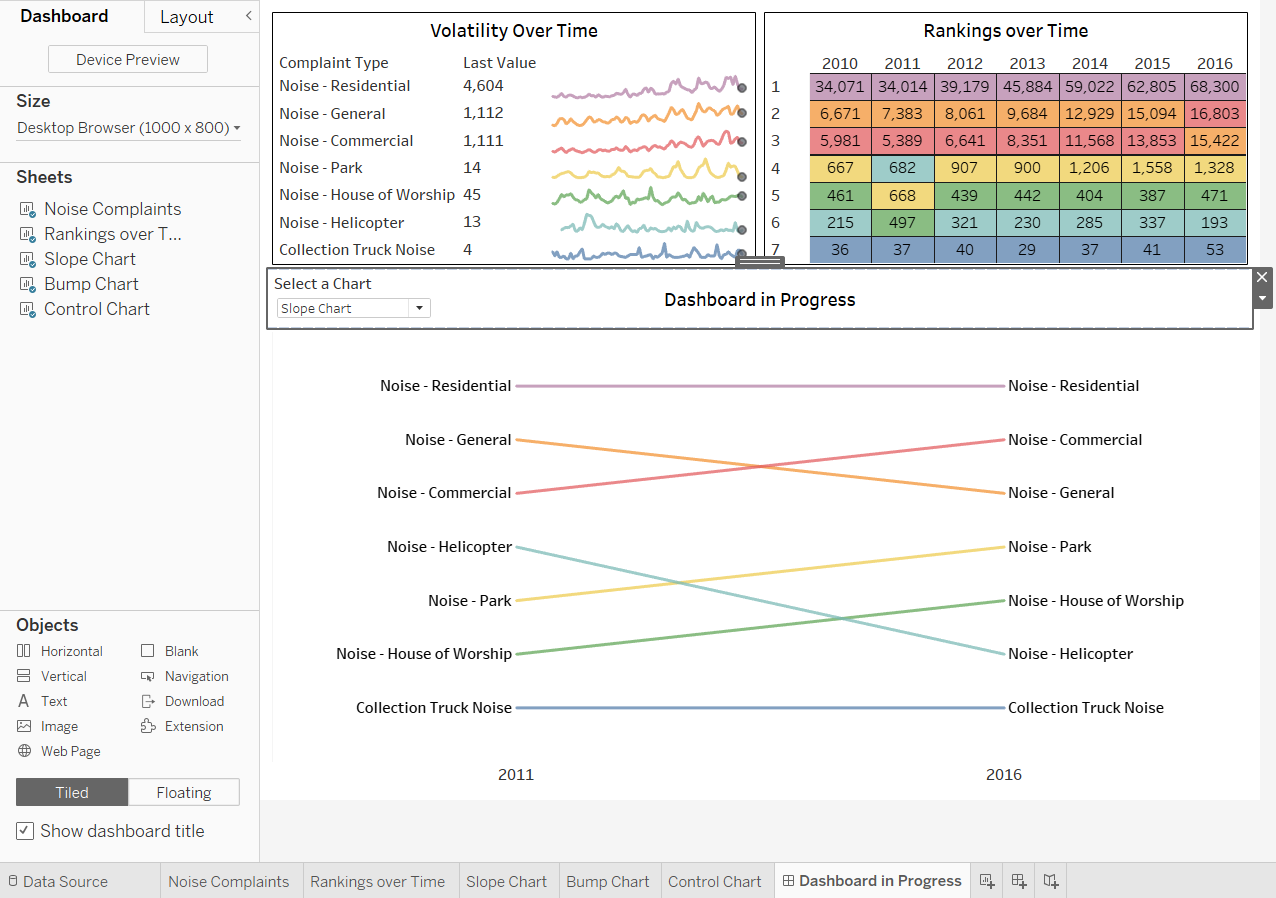 Dashboard
Layout
Device Preview
Size
Desktop Browser (1000 x 800)
Sheets
Noise Complaints
Rankings over T...
Slope Chart
Bump Chart
Control Chart
Objects
Horizontal Blank
Vertical Navigation
Text Download
Image Extension
Web Page
Tiled Floating
Show dashboard title
Volatility Over Time
Complaint Type Last Value
Noise - Residential 4,604
Noise - General 1,112
Noise - Commercial 1,111
Noise - Park 14
Noise - House of Worship 45
Noise - Helicopter 13
Collection Truck Noise 4
Rankings over Time
2010 2011 2012 2013 2014 2015 2016
1 34,071 34,014 39,179 45,884 59,022 62,805 68,300
2 6,671 7,383 8,061 9,684 12,929 15,094 16,803
3 5,981 5,389 6,641 8,351 11,568 13,853 15,422
4 667 682 907 900 1,206 1,558 1,328
5 461 668 439 442 404 387 471
6 215 497 321 230 285 337 193
7 36 37 40 29 37 41 53
Select a Chart
Slope Chart
Dashboard in Progress
Noise - Residential Noise - Residential
Noise - General Noise - Commercial
Noise - Commercial Noise - General
Noise - Helicopter Noise - Park
Noise - Park Noise - House of Worship
Noise - House of Worship Noise - Helicopter
Collection Truck Noise Collection Truck Noise
2011 2016
Data Source Noise Complaints Rankings over Time Slope Chart Bump Chart Control Chart Dashboard in Progress